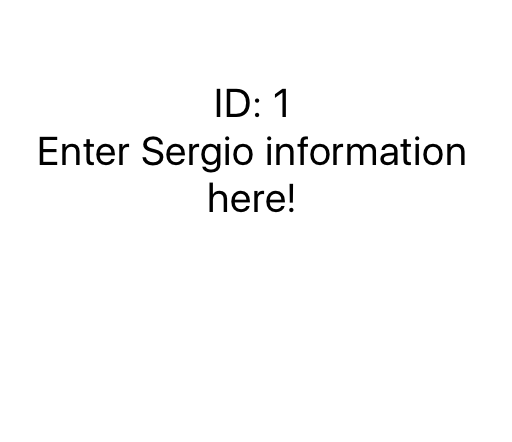 ID: 1
Enter Sergio information
here!